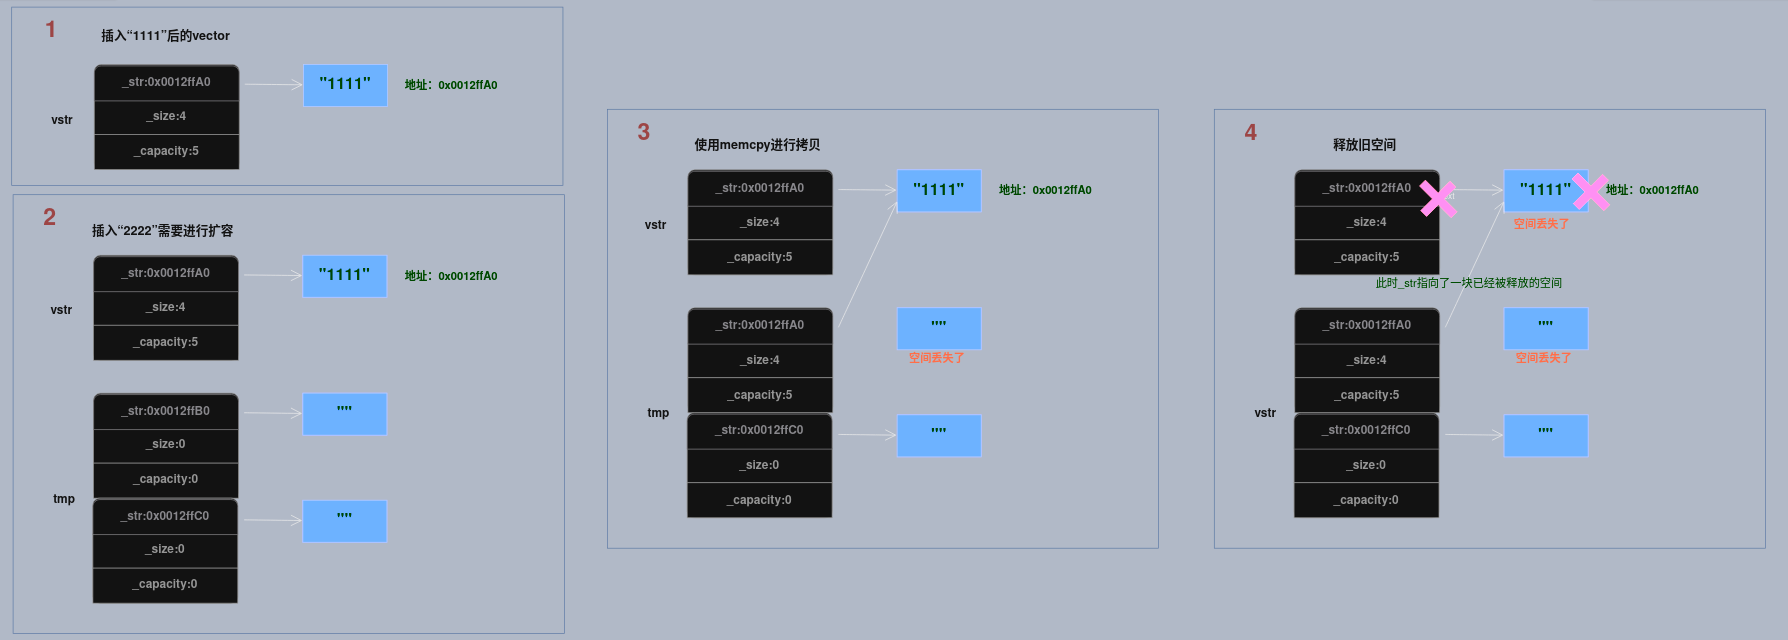 1
插入“1111”后的vector
_str:0x0012ffA0
"1111"
地址：0x0012ffA0
vstr
_size:4
_capacity:5
2
插入“2222”需要进行扩容
_str:0x0012ffA0
"1111"
地址：0x0012ffA0
vstr
_size:4
_capacity:5
_str:0x0012ffB0
""
_size:0
_capacity:0
tmp
_str:0x0012ffC0
""
_size:0
_capacity:0
3
使用memcpy进行拷贝
_str:0x0012ffA0
"1111"
地址：0x0012ffA0
vstr
_size:4
_capacity:5
_str:0x0012ffA0
""
空间丢失了
_size:4
_capacity:5
tmp
_str:0x0012ffC0
""
_size:0
_capacity:0
4
释放旧空间
_str:0x0012ffA0
"1111"
地址：0x0012ffA0
_size:4
空间丢失了
_capacity:5
此时_str指向了一块已经被释放的空间
_str:0x0012ffA0
""
空间丢失了
_size:4
_capacity:5
vstr
_str:0x0012ffC0
""
_size:0
_capacity:0